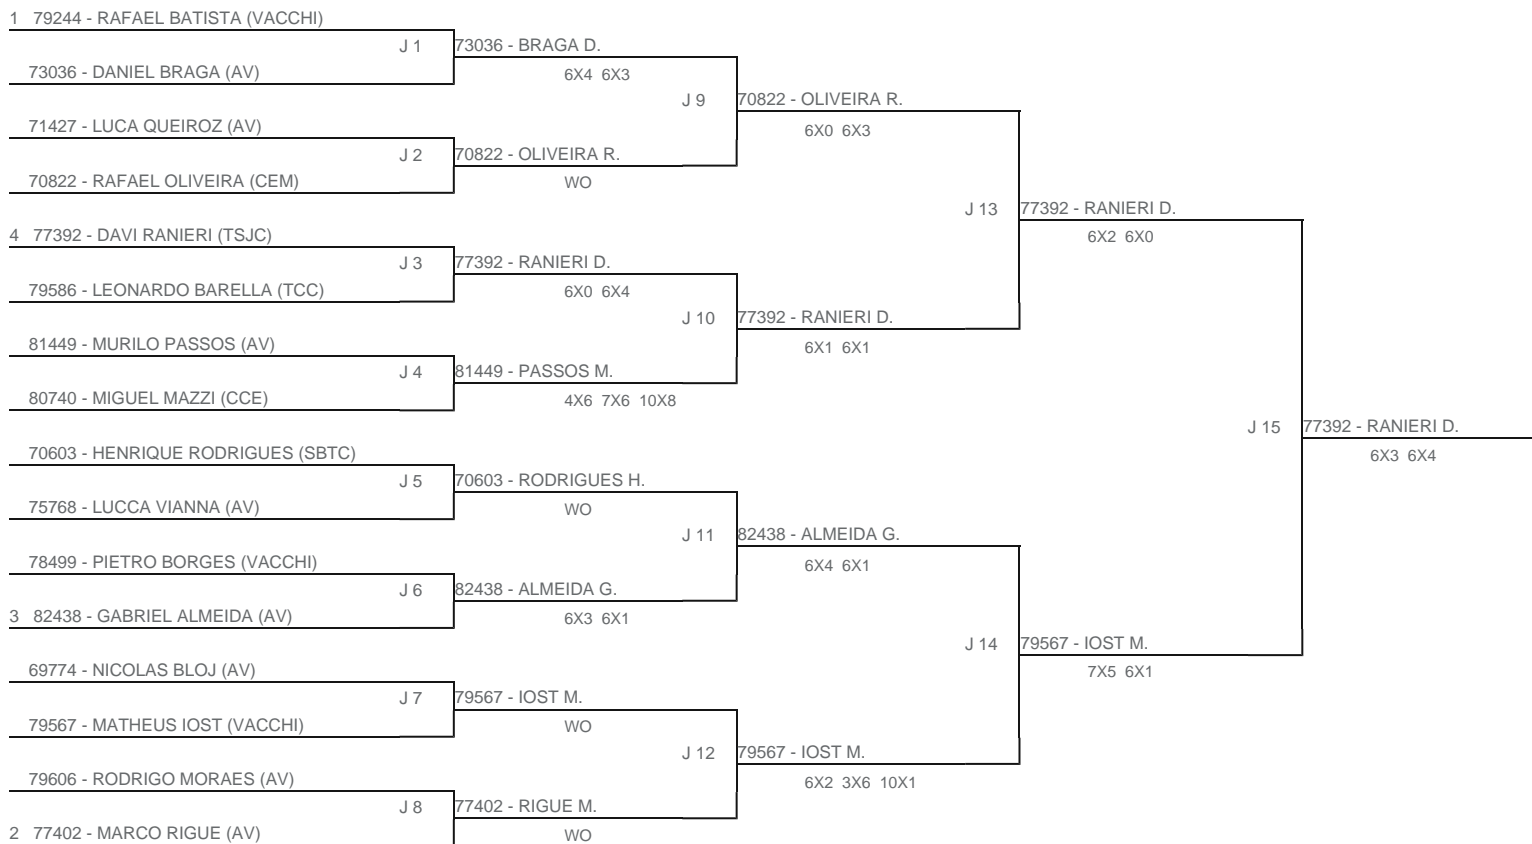 1 79244 - RAFAEL BATISTA (VACCHI)
J 1 73036 - BRAGA D.
73036 - DANIEL BRAGA (AV) 6X4 6X3
J 9 70822 - OLIVEIRA R.
71427 - LUCA QUEIROZ (AV) 6X0 6X3
J 2 70822 - OLIVEIRA R.
70822 - RAFAEL OLIVEIRA (CEM) WO
J 13 77392 - RANIERI D.
4 77392 - DAVI RANIERI (TSJC) 6X2 6X0
J 3 77392 - RANIERI D.
79586 - LEONARDO BARELLA (TCC) 6X0 6X4
J 10 77392 - RANIERI D.
81449 - MURILO PASSOS (AV) 6X1 6X1
J 4 81449 - PASSOS M.
80740 - MIGUEL MAZZI (CCE) 4X6 7X6 10X8
J 15 77392 - RANIERI D.
70603 - HENRIQUE RODRIGUES (SBTC) 6X3 6X4
J 5 70603 - RODRIGUES H.
75768 - LUCCA VIANNA (AV) WO
J 11 82438 - ALMEIDA G.
78499 - PIETRO BORGES (VACCHI) 6X4 6X1
J 6 82438 - ALMEIDA G.
3 82438 - GABRIEL ALMEIDA (AV) 6X3 6X1
J 14 79567 - IOST M.
69774 - NICOLAS BLOJ (AV) 7X5 6X1
J 7 79567 - IOST M.
79567 - MATHEUS IOST (VACCHI) WO
J 12 79567 - IOST M.
79606 - RODRIGO MORAES (AV) 6X2 3X6 10X1
J 8 77402 - RIGUE M.
2 77402 - MARCO RIGUE (AV) WO